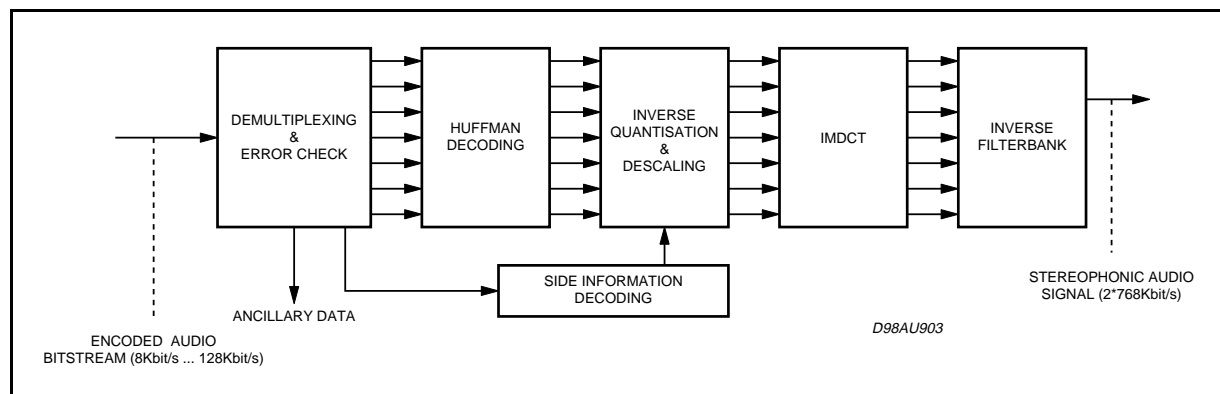 DEMULTIPLEXING
&
ERROR CHECK
HUFFMAN
DECODING
INVERSE
QUANTISATION
&
DESCALING
IMDCT
INVERSE
FILTERBANK
SIDE INFORMATION
DECODING
ANCILLARY DATA
ENCODED AUDIO
BITSTREAM (8Kbit/s ... 128Kbit/s)
STEREOPHONIC AUDIO
SIGNAL (2*768Kbit/s)
D98AU903